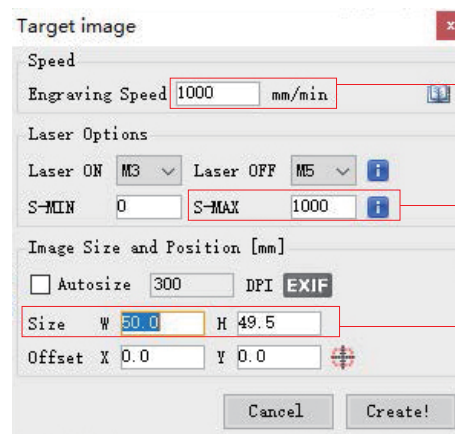 Target image x
Speed
Engraving Speed 1000 mm/min
Laser Options
Laser ON M3 Laser OFF M5 i
S-MIN 0 S-MAX 1000 i
Image Size and Position [mm]
Autosize 300 DPI EXIF
Size W 50.0 H 49.5
Offset X 0.0 Y 0.0
Cancel Create!